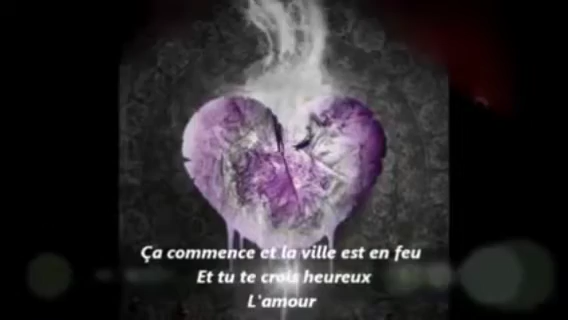 Ça commence et la ville est en feu
Et tu te crois heureux
L'amour